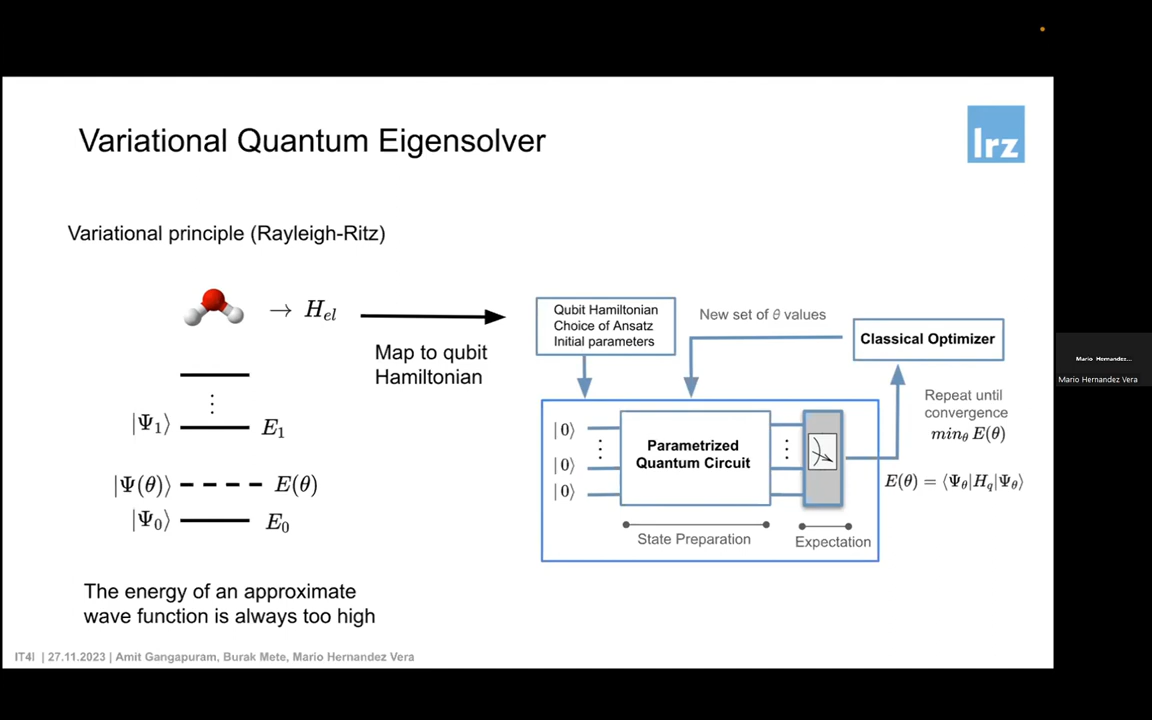 Variational Quantum Eigensolver
lrz
Variational principle (Rayleigh-Ritz)
→ H_{el}
Map to qubit
Hamiltonian
⋮
|Ψ₁⟩ E₁
|Ψ(θ)⟩ E(θ)
|Ψ₀⟩ E₀
The energy of an approximate
wave function is always too high
Qubit Hamiltonian
Choice of Ansatz
Initial parameters
New set of θ values
Classical Optimizer
Repeat until
convergence
min_θ E(θ)
|0⟩
⋮ ⋮
|0⟩
|0⟩
Parametrized
Quantum Circuit
E(θ) = ⟨Ψ_θ|H_q|Ψ_θ⟩
State Preparation
Expectation
IT4I | 27.11.2023 | Amit Gangapuram, Burak Mete, Mario Hernandez Vera
Mario Hernandez...
Mario Hernandez Vera